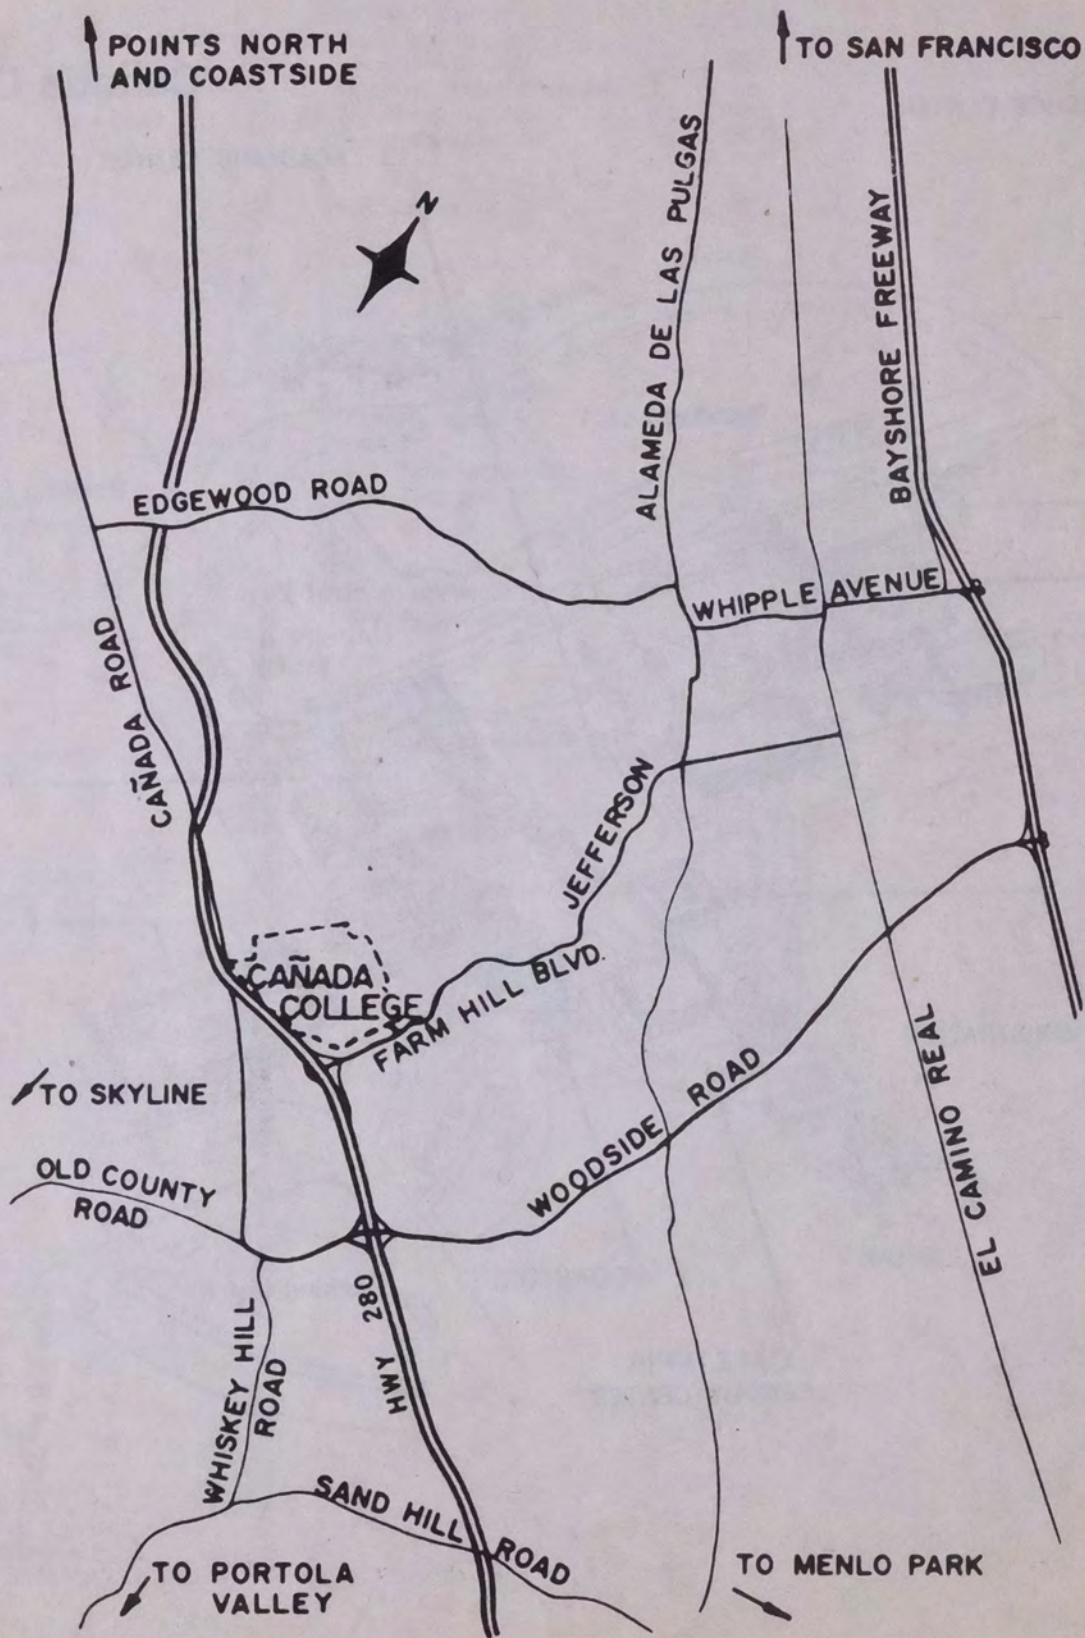 POINTS NORTH
AND COASTSIDE
TO SAN FRANCISCO
N
ALAMEDA DE LAS PULGAS
BAYSHORE FREEWAY
EDGEWOOD ROAD
WHIPPLE AVENUE
CAÑADA ROAD
JEFFERSON
CAÑADA
COLLEGE
FARM HILL BLVD.
TO SKYLINE
WOODSIDE ROAD
EL CAMINO REAL
OLD COUNTY
ROAD
HWY 280
WHISKEY HILL
ROAD
SAND HILL ROAD
TO PORTOLA
VALLEY
TO MENLO PARK